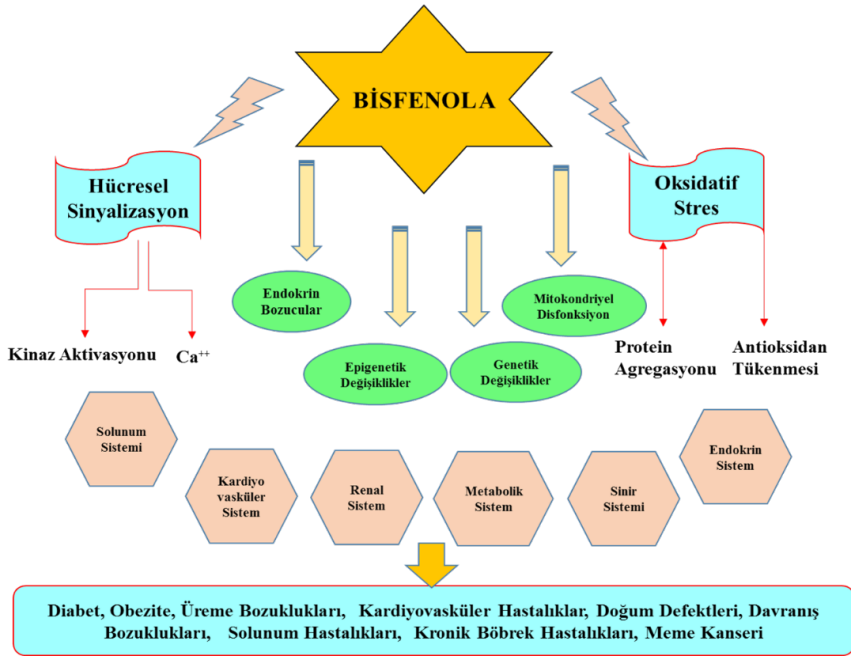 BİSFENOLA
Hücresel
Sinyalizasyon
Oksidatif
Stres
Endokrin
Bozucular
Mitokondriyel
Disfonksiyon
Kinaz Aktivasyonu
Ca⁺⁺
Epigenetik
Değişiklikler
Genetik
Değişiklikler
Protein
Agregasyonu
Antioksidan
Tükenmesi
Solunum
Sistemi
Kardiyo
vasküler
Sistem
Renal
Sistem
Metabolik
Sistem
Sinir
Sistemi
Endokrin
Sistem
Diabet, Obezite, Üreme Bozuklukları, Kardiyovasküler Hastalıklar, Doğum Defektleri, Davranış
Bozuklukları, Solunum Hastalıkları, Kronik Böbrek Hastalıkları, Meme Kanseri